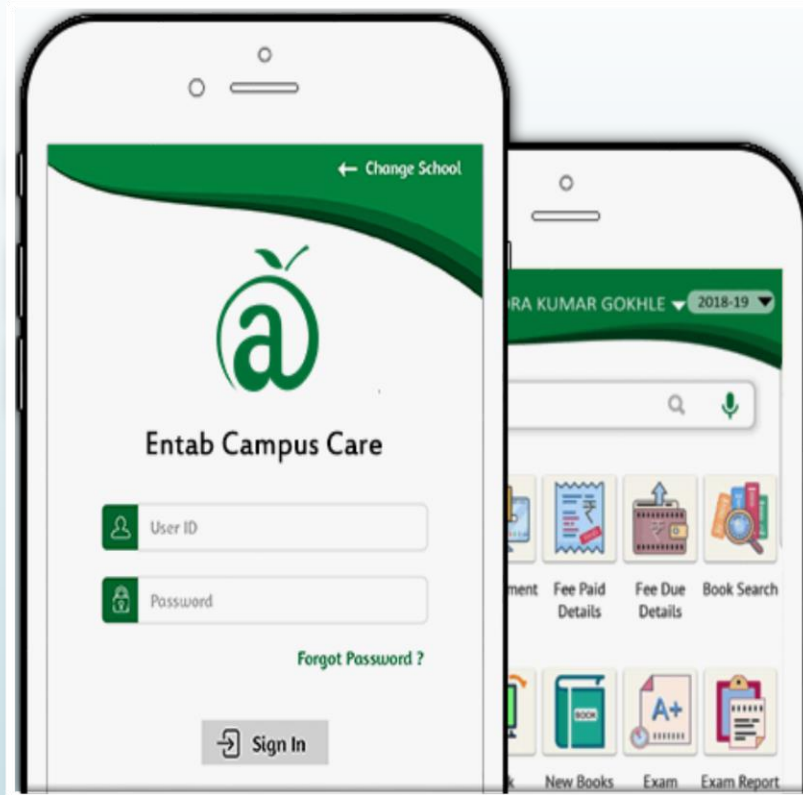 ← Change School
a
Entab Campus Care
User ID
Password
Forgot Password ?
Sign In
RA KUMAR GOKHLE
2018-19
ment
Fee Paid
Details
Fee Due
Details
Book Search
k
New Books
Exam
Exam Report
BOOK
A+